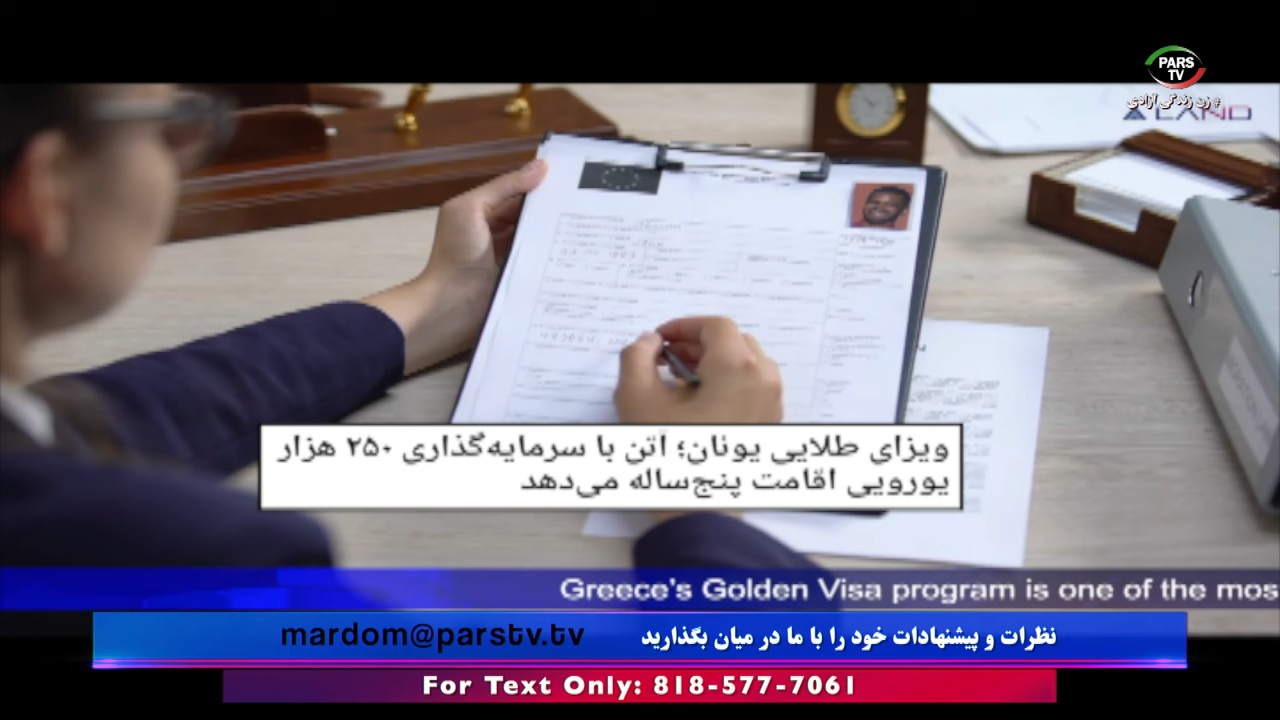 PARS
TV
# زن زندگی آزادی
LAND
ویزای طلایی یونان؛ آتن با سرمایه‌گذاری ۲۵۰ هزار
یورویی اقامت پنج‌ساله می‌دهد
Greece's Golden Visa program is one of the mos
نظرات و پیشنهادات خود را با ما در میان بگذارید mardom@parstv.tv
For Text Only: 818-577-7061